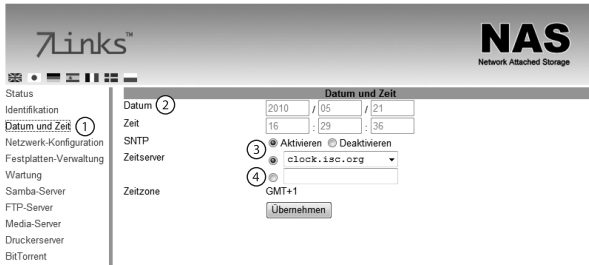 7Links™
NAS
Network Attached Storage
Status
Identifikation
Datum und Zeit 1
Netzwerk-Konfiguration
Festplatten-Verwaltung
Wartung
Samba-Server
FTP-Server
Media-Server
Druckerserver
BitTorrent
Datum und Zeit
Datum 2 2010 / 05 / 21
Zeit 16 : 29 : 36
SNTP Aktivieren Deaktivieren
Zeitserver 3 clock.isc.org
4
Zeitzone GMT+1
Übernehmen